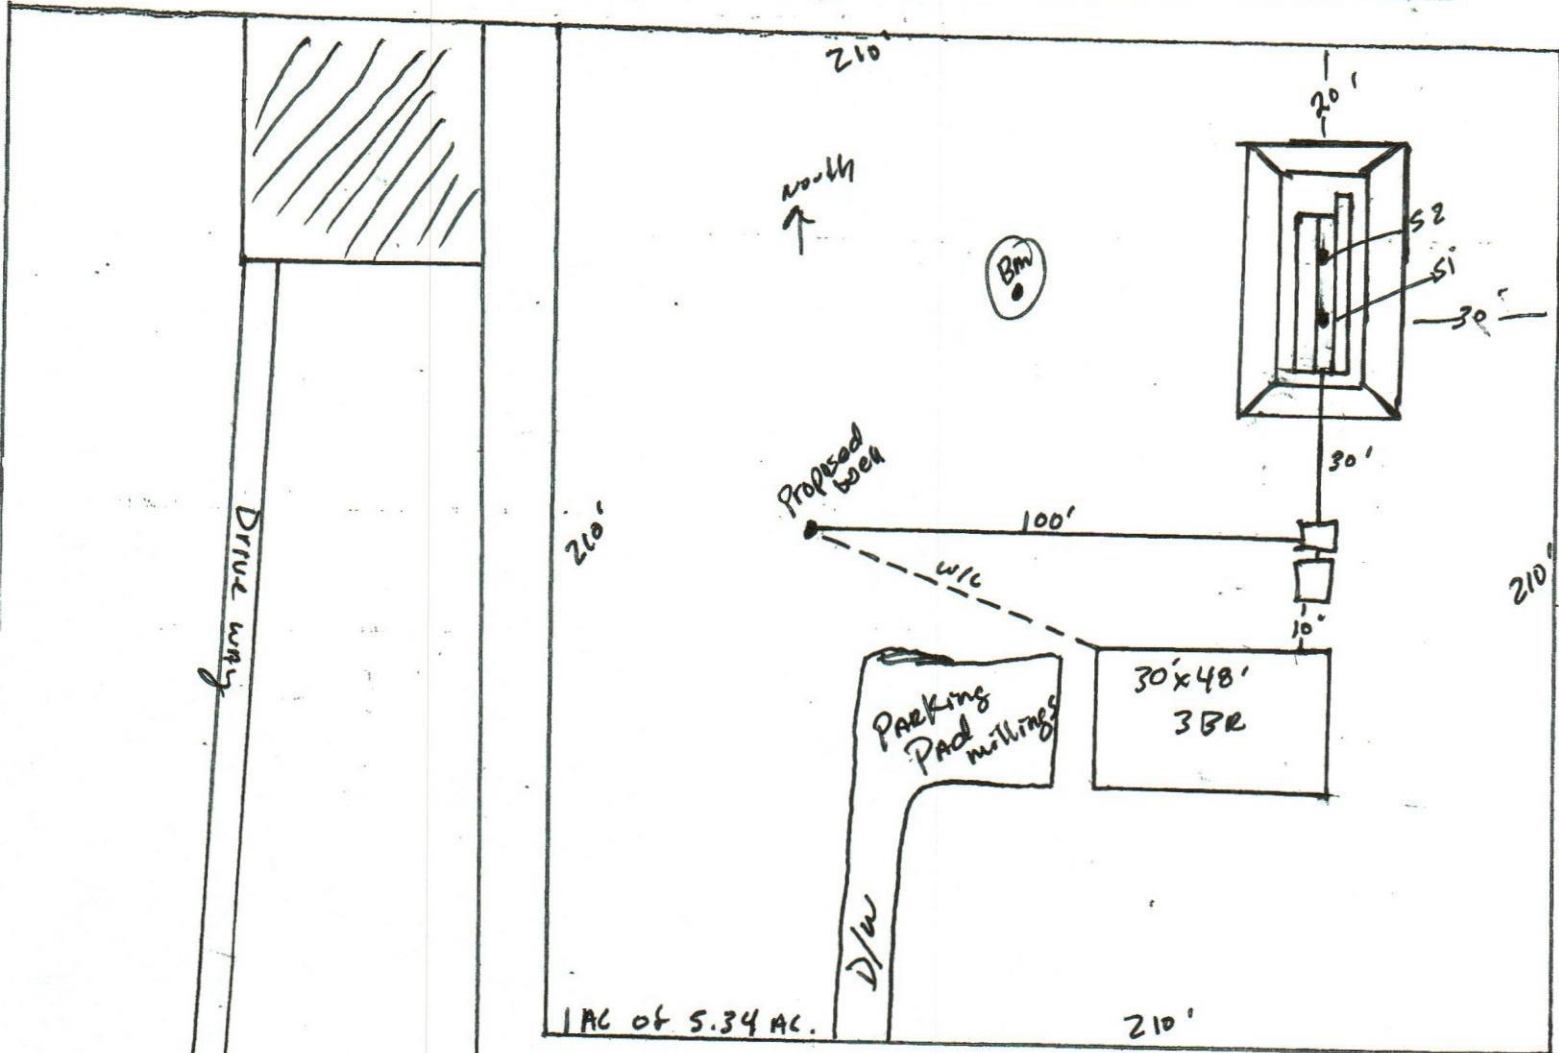 210'
20'
North
S2
Bm
S1
30'
Proposed
well
30'
100'
210'
Drive way
W/L
210'
10'
30'x48'
3BR
Parking
Pad
millings
D/W
1 AC of 5.34 AC.
210'